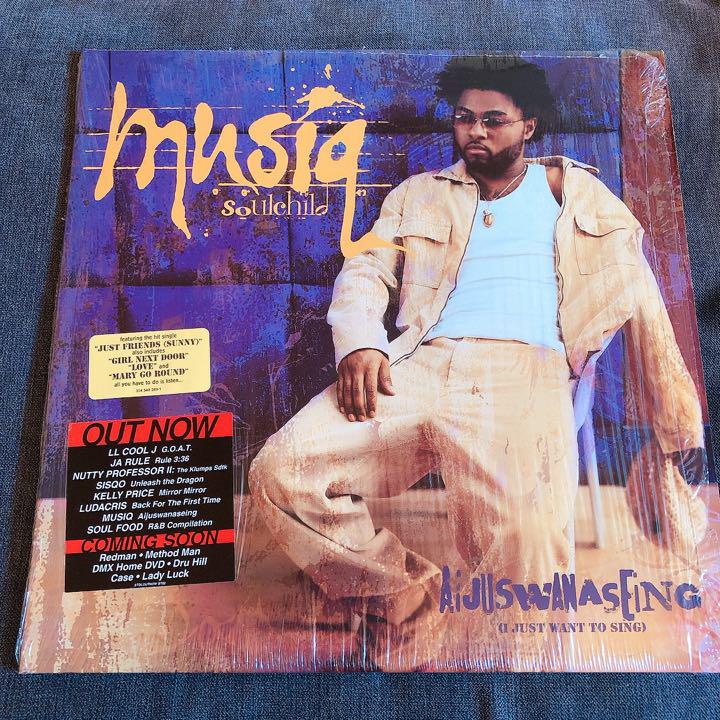 musiq
soulchild
featuring the hit single
"JUST FRIENDS (SUNNY)"
also includes
"GIRL NEXT DOOR"
"LOVE" and
"MARY GO ROUND"
all you have to do is listen...
OUT NOW
LL COOL J G.O.A.T.
JA RULE Rule 3:36
NUTTY PROFESSOR II: The Klumps Sdtk
SISQO Unleash the Dragon
KELLY PRICE Mirror Mirror
LUDACRIS Back For The First Time
MUSIQ Aijuswanaseing
SOUL FOOD R&B Compilation
COMING SOON
Redman • Method Man
DMX Home DVD • Dru Hill
Case • Lady Luck
AiJUSWANASEiNG
(I JUST WANT TO SING)